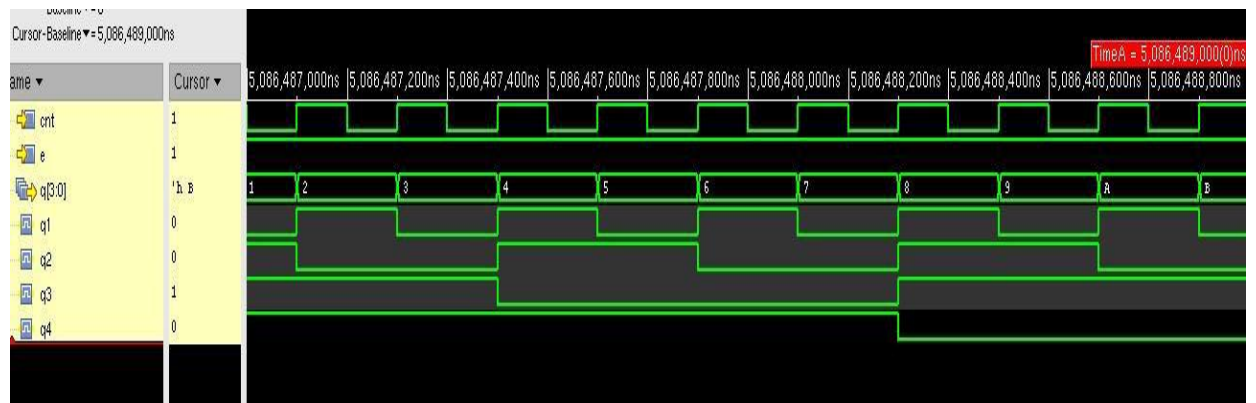 Cursor-Baseline▼= 5,086,489,000ns
TimeA = 5,086,489,000(0)ns
ame ▼ Cursor ▼ 5,086,487,000ns 5,086,487,200ns 5,086,487,400ns 5,086,487,600ns 5,086,487,800ns 5,086,488,000ns 5,086,488,200ns 5,086,488,400ns 5,086,488,600ns 5,086,488,800ns
cnt 1
e 1
q[3:0] 'h B 1 2 3 4 5 6 7 8 9 A B
q1 0
q2 0
q3 1
q4 0